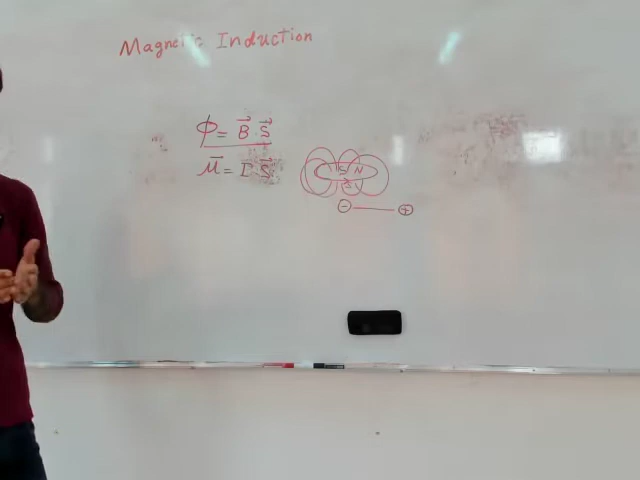 Magnetic Induction
ϕ = B⃗ · S⃗
μ⃗ = I S⃗
S N
S
⊖ ⊕